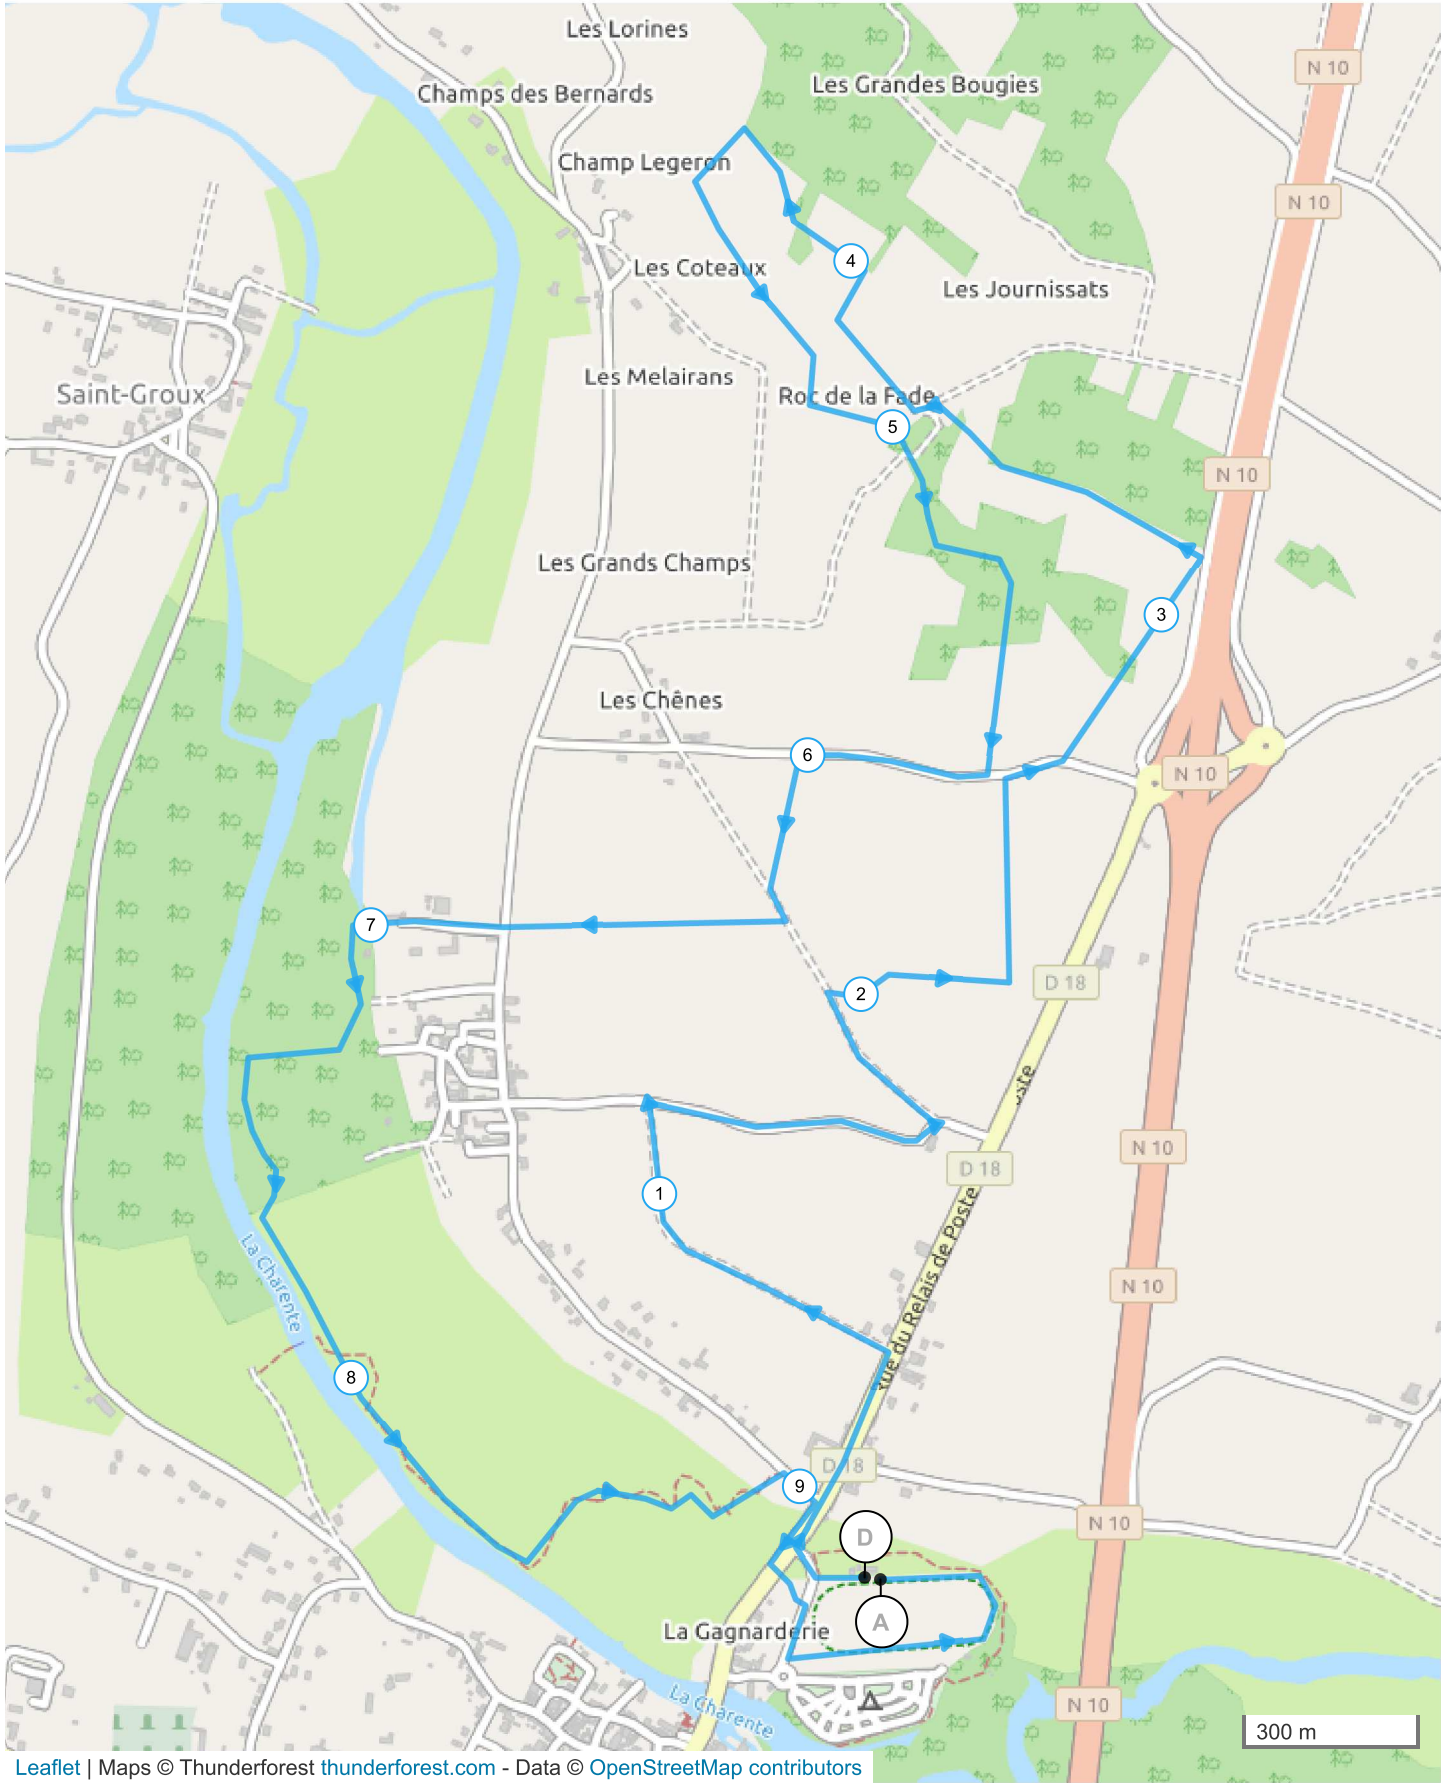 Les Lorines
N 10
Les Grandes Bougies
Champs des Bernards
Champ Legeron
N 10
4
Les Coteaux
Les Journissats
Les Melairans
Saint-Groux
Roc de la Fade
5
N 10
Les Grands Champs
3
Les Chênes
6
N 10
7
D 18
2
oste
N 10
D 18
1
La Charente
Rue du Relais de Poste
N 10
8
D 18
9
N 10
D
A
La Gagnarderie
La Charente
N 10
300 m
Leaflet | Maps © Thunderforest thunderforest.com - Data © OpenStreetMap contributors